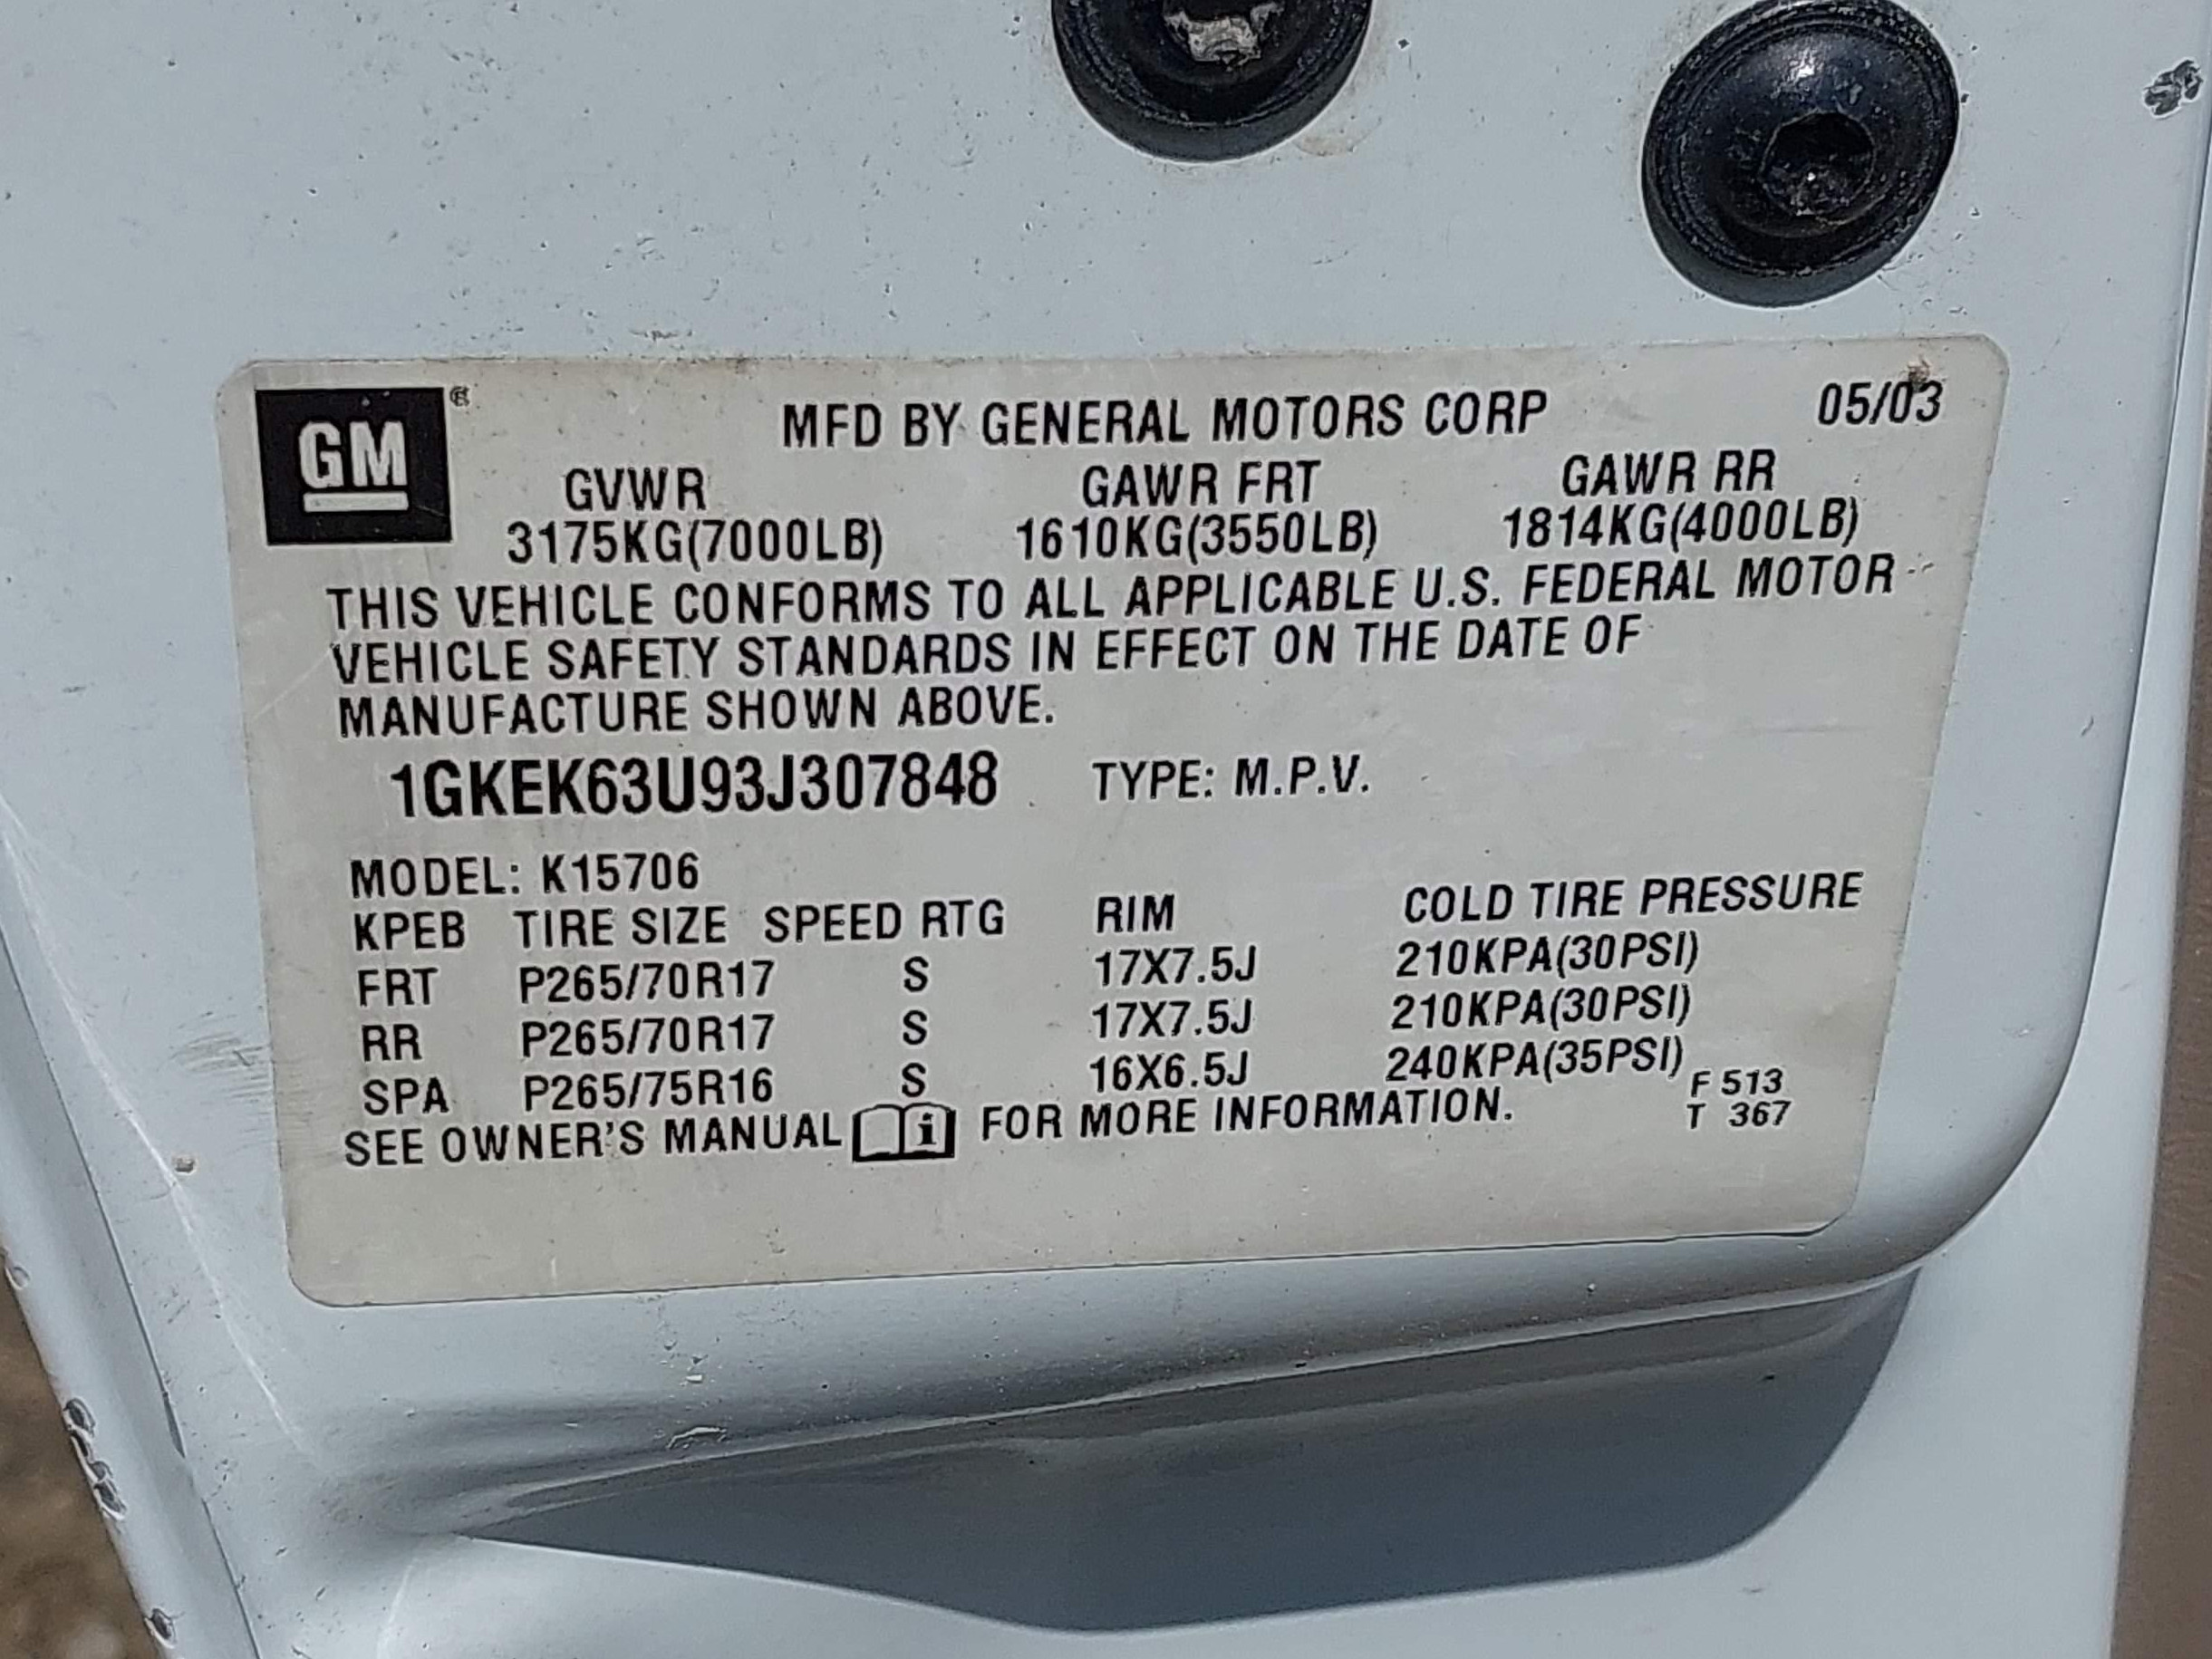 GM ®
MFD BY GENERAL MOTORS CORP 05/03
GVWR GAWR FRT GAWR RR
3175KG(7000LB) 1610KG(3550LB) 1814KG(4000LB)
THIS VEHICLE CONFORMS TO ALL APPLICABLE U.S. FEDERAL MOTOR
VEHICLE SAFETY STANDARDS IN EFFECT ON THE DATE OF
MANUFACTURE SHOWN ABOVE.
1GKEK63U93J307848 TYPE: M.P.V.
MODEL: K15706
KPEB TIRE SIZE SPEED RTG RIM COLD TIRE PRESSURE
FRT P265/70R17 S 17X7.5J 210KPA(30PSI)
RR P265/70R17 S 17X7.5J 210KPA(30PSI)
SPA P265/75R16 S 16X6.5J 240KPA(35PSI)
SEE OWNER'S MANUAL i FOR MORE INFORMATION.
F 513
T 367